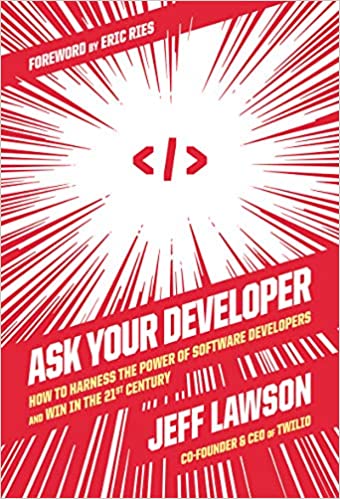 FOREWORD BY ERIC RIES
</>
ASK YOUR DEVELOPER
HOW TO HARNESS THE POWER OF SOFTWARE DEVELOPERS
AND WIN IN THE 21ST CENTURY
JEFF LAWSON
CO-FOUNDER & CEO OF TWILIO